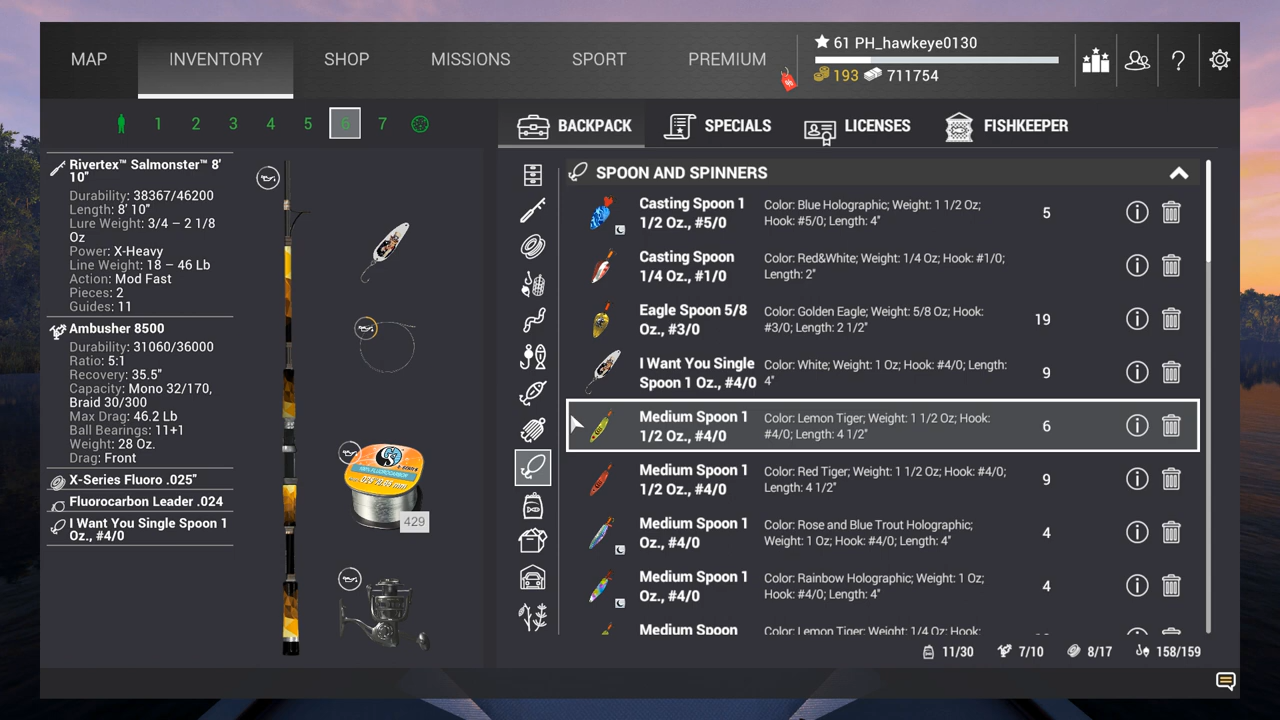 MAP
INVENTORY
SHOP
MISSIONS
SPORT
PREMIUM
61 PH_hawkeye0130
193 711754
1 2 3 4 5 6 7
BACKPACK
SPECIALS
LICENSES
FISHKEEPER
Rivertex™ Salmonster™ 8'
10"
Durability: 38367/46200
Length: 8' 10"
Lure Weight: 3/4 – 2 1/8
Oz
Power: X-Heavy
Line Weight: 18 – 46 Lb
Action: Mod Fast
Pieces: 2
Guides: 11
Ambusher 8500
Durability: 31060/36000
Ratio: 5:1
Recovery: 35.5"
Capacity: Mono 32/170,
Braid 30/300
Max Drag: 46.2 Lb
Ball Bearings: 11+1
Weight: 28 Oz.
Drag: Front
X-Series Fluoro .025"
Fluorocarbon Leader .024
I Want You Single Spoon 1
Oz., #4/0
429
SPOON AND SPINNERS
Casting Spoon 1
1/2 Oz., #5/0
Color: Blue Holographic; Weight: 1 1/2 Oz;
Hook: #5/0; Length: 4"
5
Casting Spoon
1/4 Oz., #1/0
Color: Red&White; Weight: 1/4 Oz; Hook: #1/0;
Length: 2"
Eagle Spoon 5/8
Oz., #3/0
Color: Golden Eagle; Weight: 5/8 Oz; Hook:
#3/0; Length: 2 1/2"
19
I Want You Single
Spoon 1 Oz., #4/0
Color: White; Weight: 1 Oz; Hook: #4/0; Length:
4"
9
Medium Spoon 1
1/2 Oz., #4/0
Color: Lemon Tiger; Weight: 1 1/2 Oz; Hook:
#4/0; Length: 4 1/2"
6
Medium Spoon 1
1/2 Oz., #4/0
Color: Red Tiger; Weight: 1 1/2 Oz; Hook: #4/0;
Length: 4 1/2"
9
Medium Spoon 1
Oz., #4/0
Color: Rose and Blue Trout Holographic;
Weight: 1 Oz; Hook: #4/0; Length: 4"
4
Medium Spoon 1
Oz., #4/0
Color: Rainbow Holographic; Weight: 1 Oz;
Hook: #4/0; Length: 4"
4
Medium Spoon
Color: Lemon Tiger; Weight: 1/4 Oz; Hook:
11/30 7/10 8/17 158/159